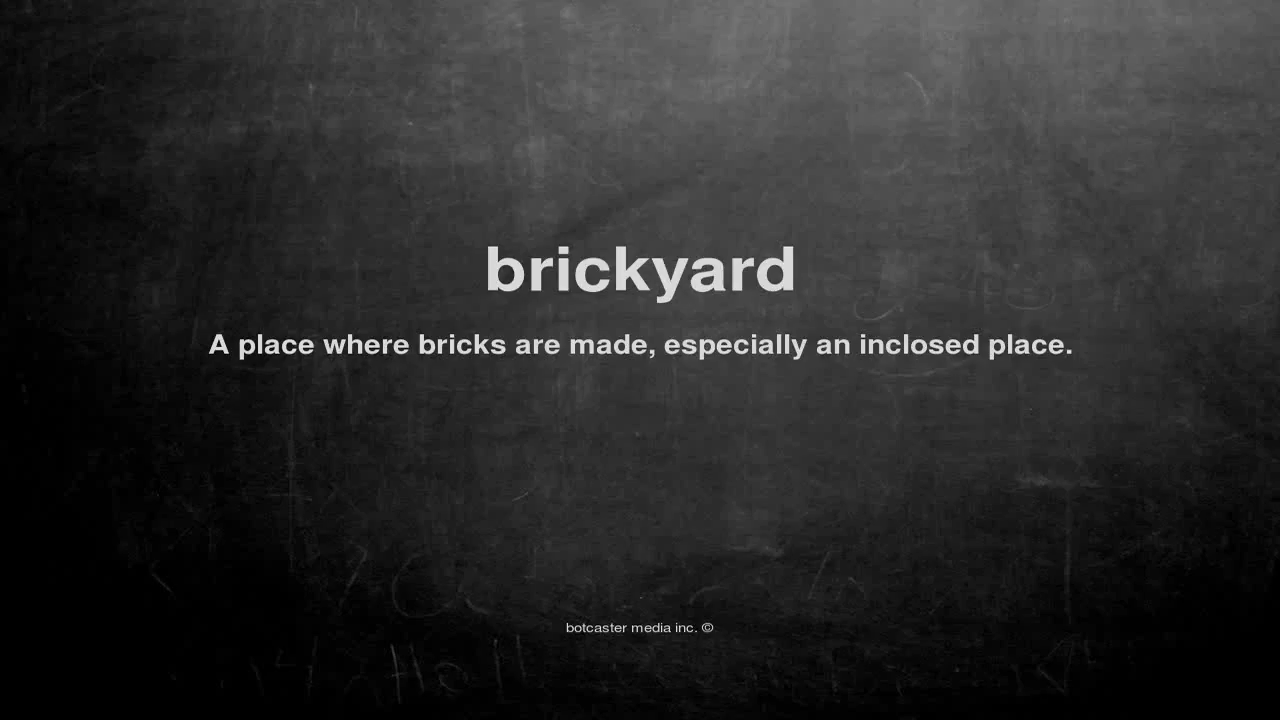 brickyard
A place where bricks are made, especially an inclosed place.
botcaster media inc. ©